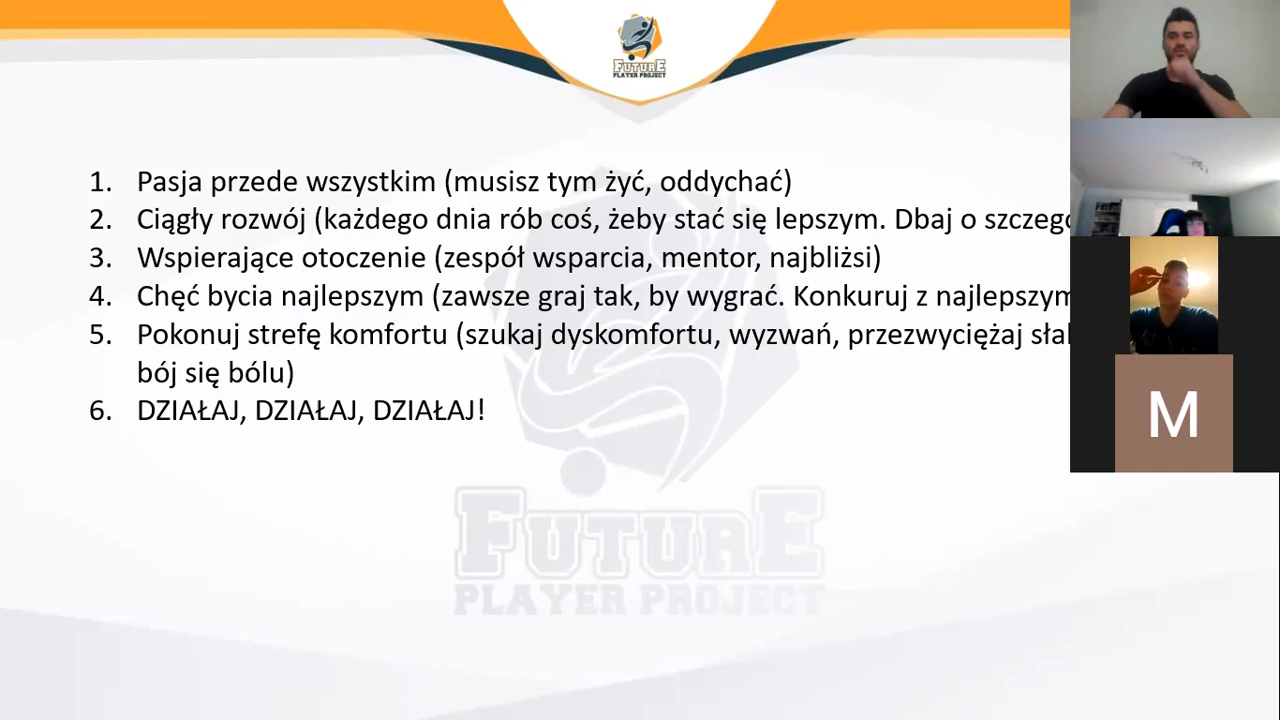 FUTURE
PLAYER PROJECT
1. Pasja przede wszystkim (musisz tym żyć, oddychać)
2. Ciągły rozwój (każdego dnia rób coś, żeby stać się lepszym. Dbaj o
3. Wspierające otoczenie (zespół wsparcia, mentor, najbliżsi)
4. Chęć bycia najlepszym (zawsze graj tak, by wygrać. Konkuruj z
5. Pokonuj strefę komfortu (szukaj dyskomfortu, wyzwań, przezwyciężaj
bój się bólu)
6. DZIAŁAJ, DZIAŁAJ, DZIAŁAJ!
M
FUTURE
PLAYER PROJECT